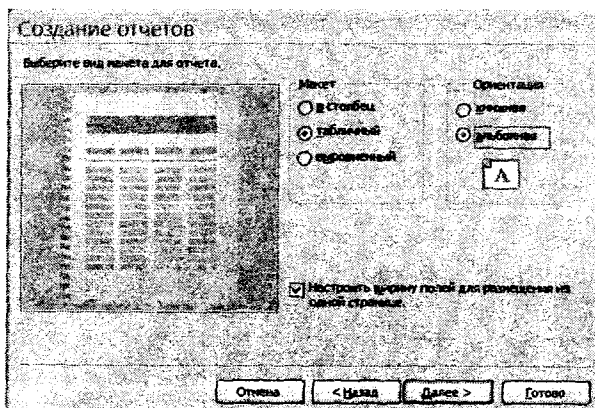 Создание отчетов
Выберите вид макета для отчета.
Макет
в столбец
табличный
выровненный
Ориентация
книжная
альбомная
A
Настроить ширину полей для размещения на
одной странице.
Отмена
< Назад
Далее >
Готово